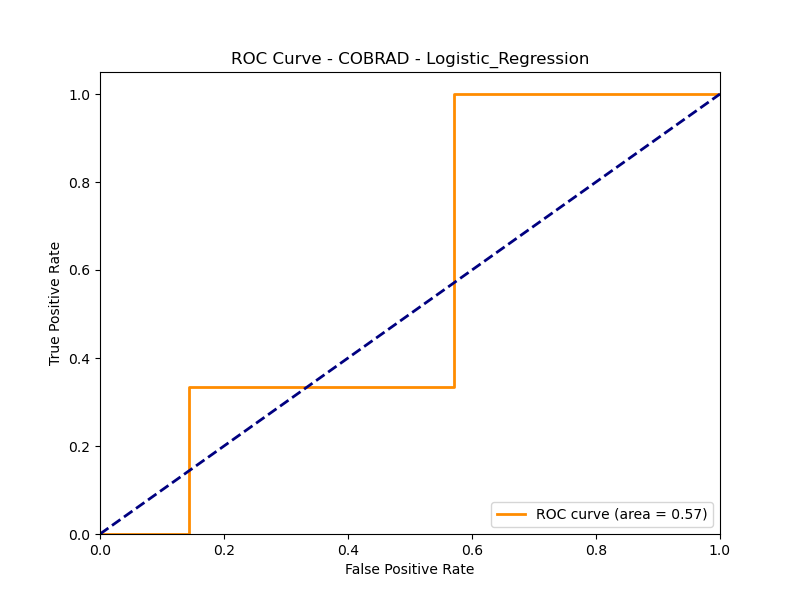 ROC Curve - COBRAD - Logistic_Regression
True Positive Rate
1.0
0.8
0.6
0.4
0.2
0.0
ROC curve (area = 0.57)
0.0 0.2 0.4 0.6 0.8 1.0
False Positive Rate